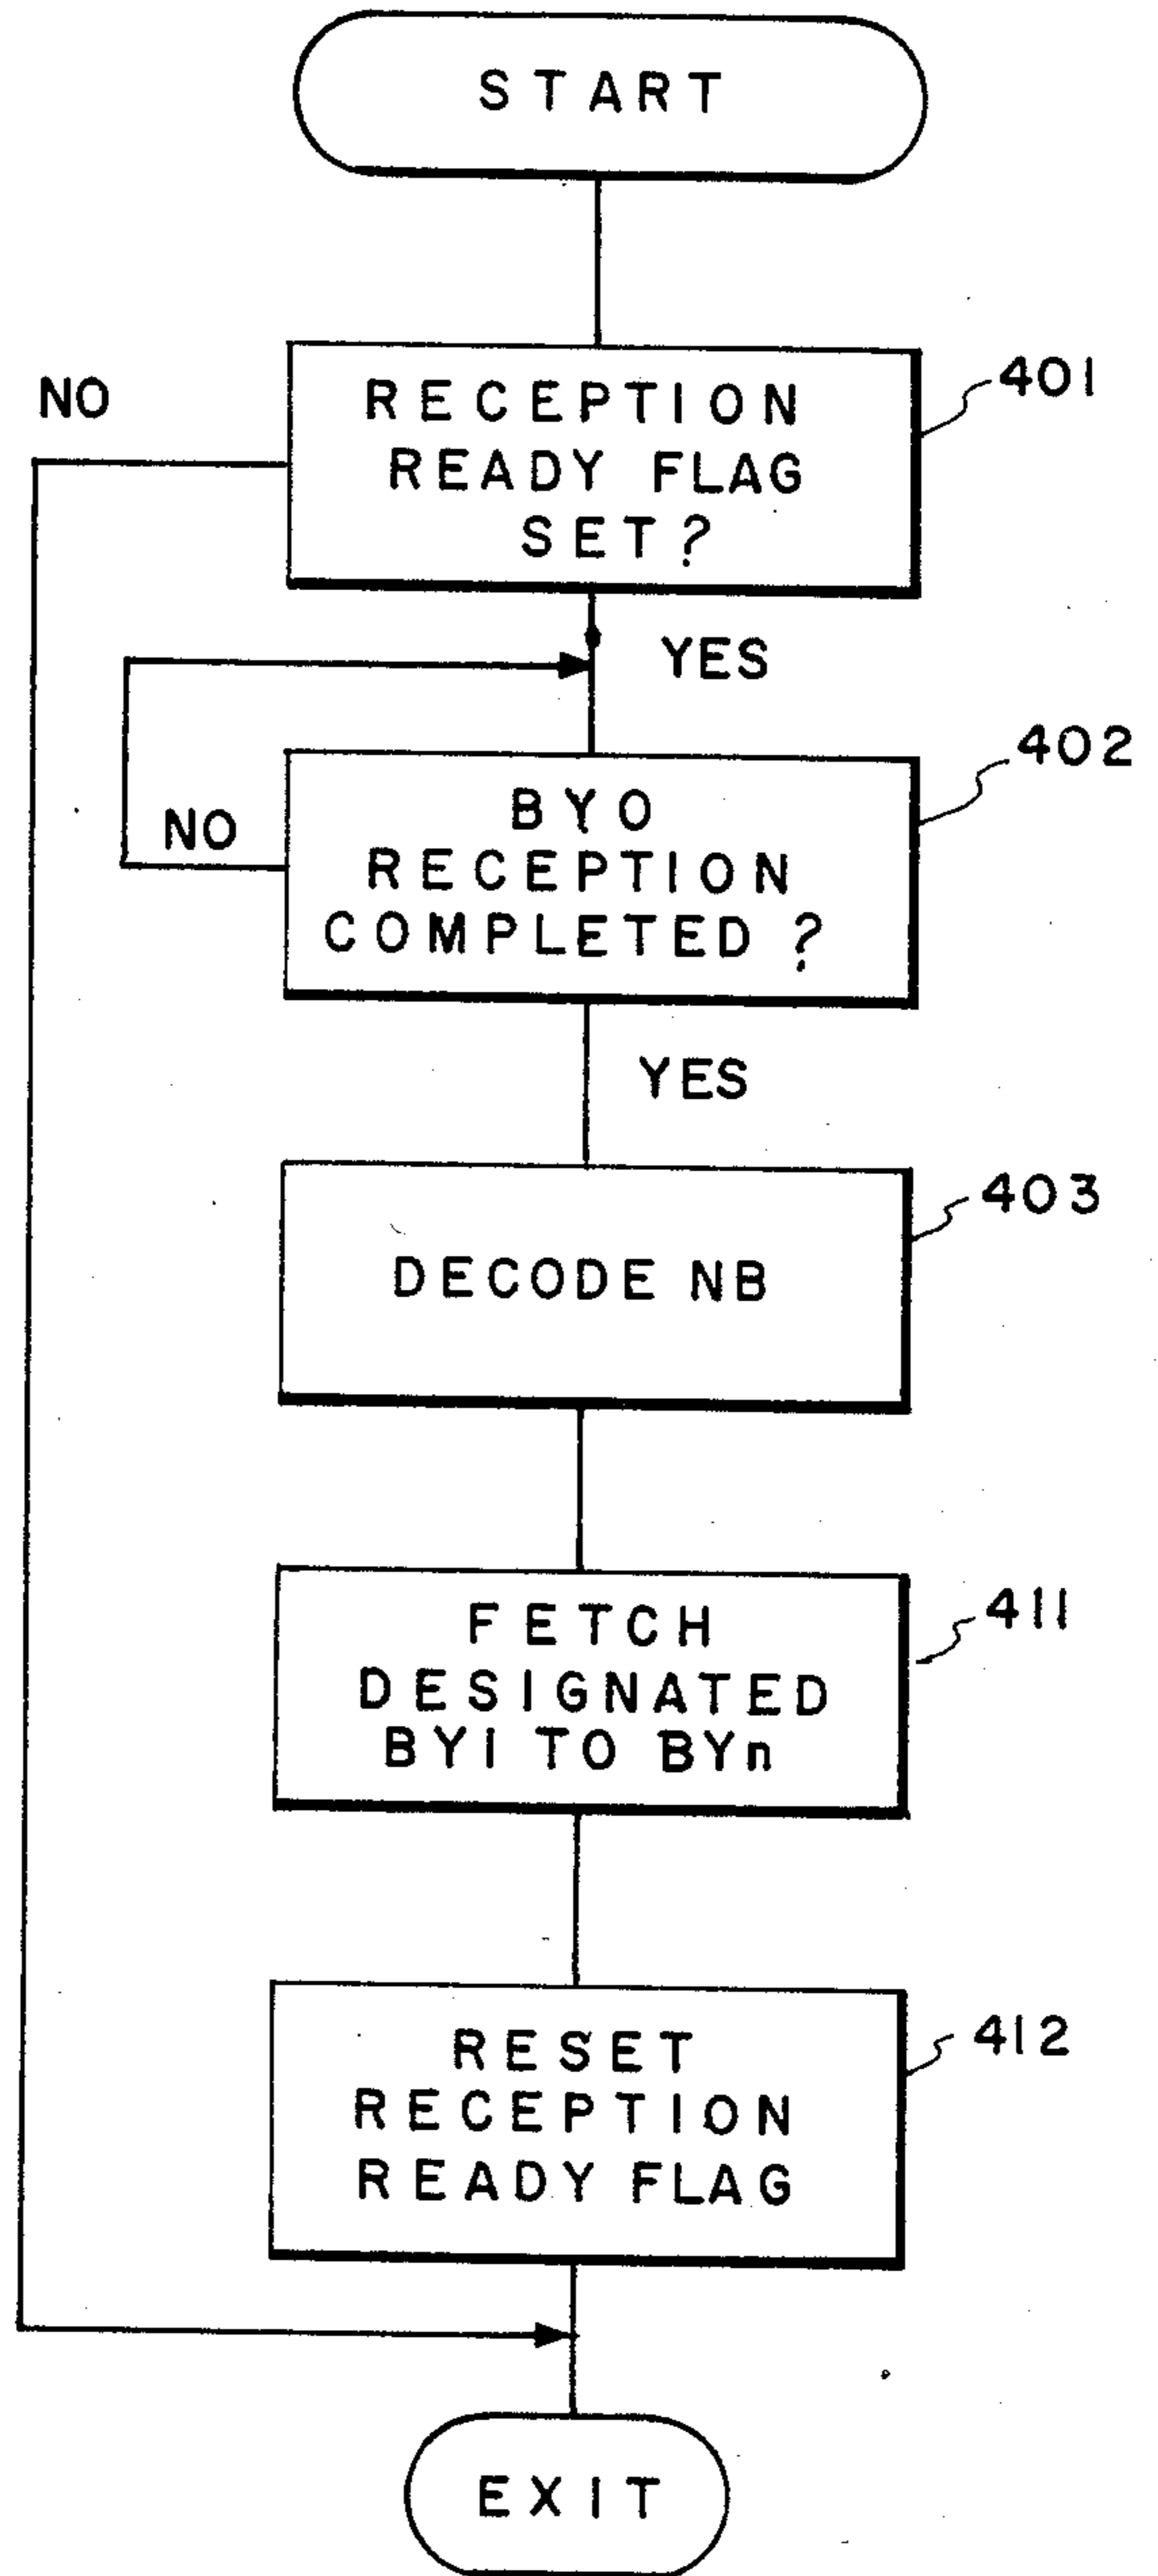 START
RECEPTION
READY FLAG
SET?
401
NO
YES
BY0
RECEPTION
COMPLETED ?
402
NO
YES
DECODE NB
403
FETCH
DESIGNATED
BY1 TO BYn
411
RESET
RECEPTION
READY FLAG
412
EXIT